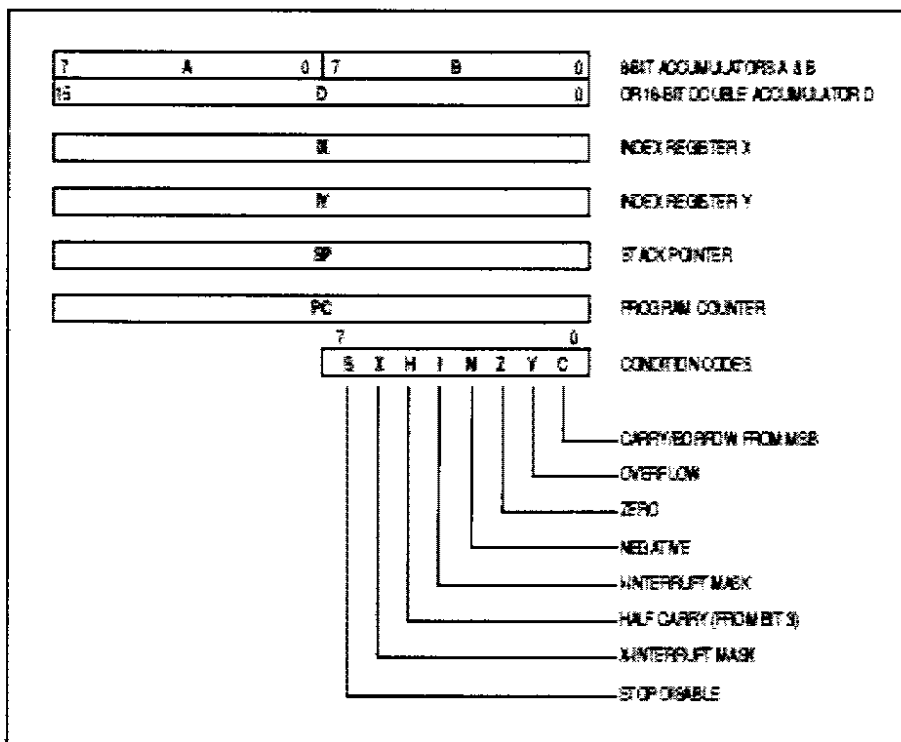 7 A 0 7 B 0 8-BIT ACCUMULATORS A & B
15 D 0 OR 16-BIT DOUBLE ACCUMULATOR D
IX INDEX REGISTER X
IY INDEX REGISTER Y
SP STACK POINTER
PC PROGRAM COUNTER
7 0
S X H I N Z V C CONDITION CODES
CARRY/BORROW FROM MSB
OVERFLOW
ZERO
NEGATIVE
I-INTERRUPT MASK
HALF CARRY (FROM BIT 3)
X-INTERRUPT MASK
STOP DISABLE